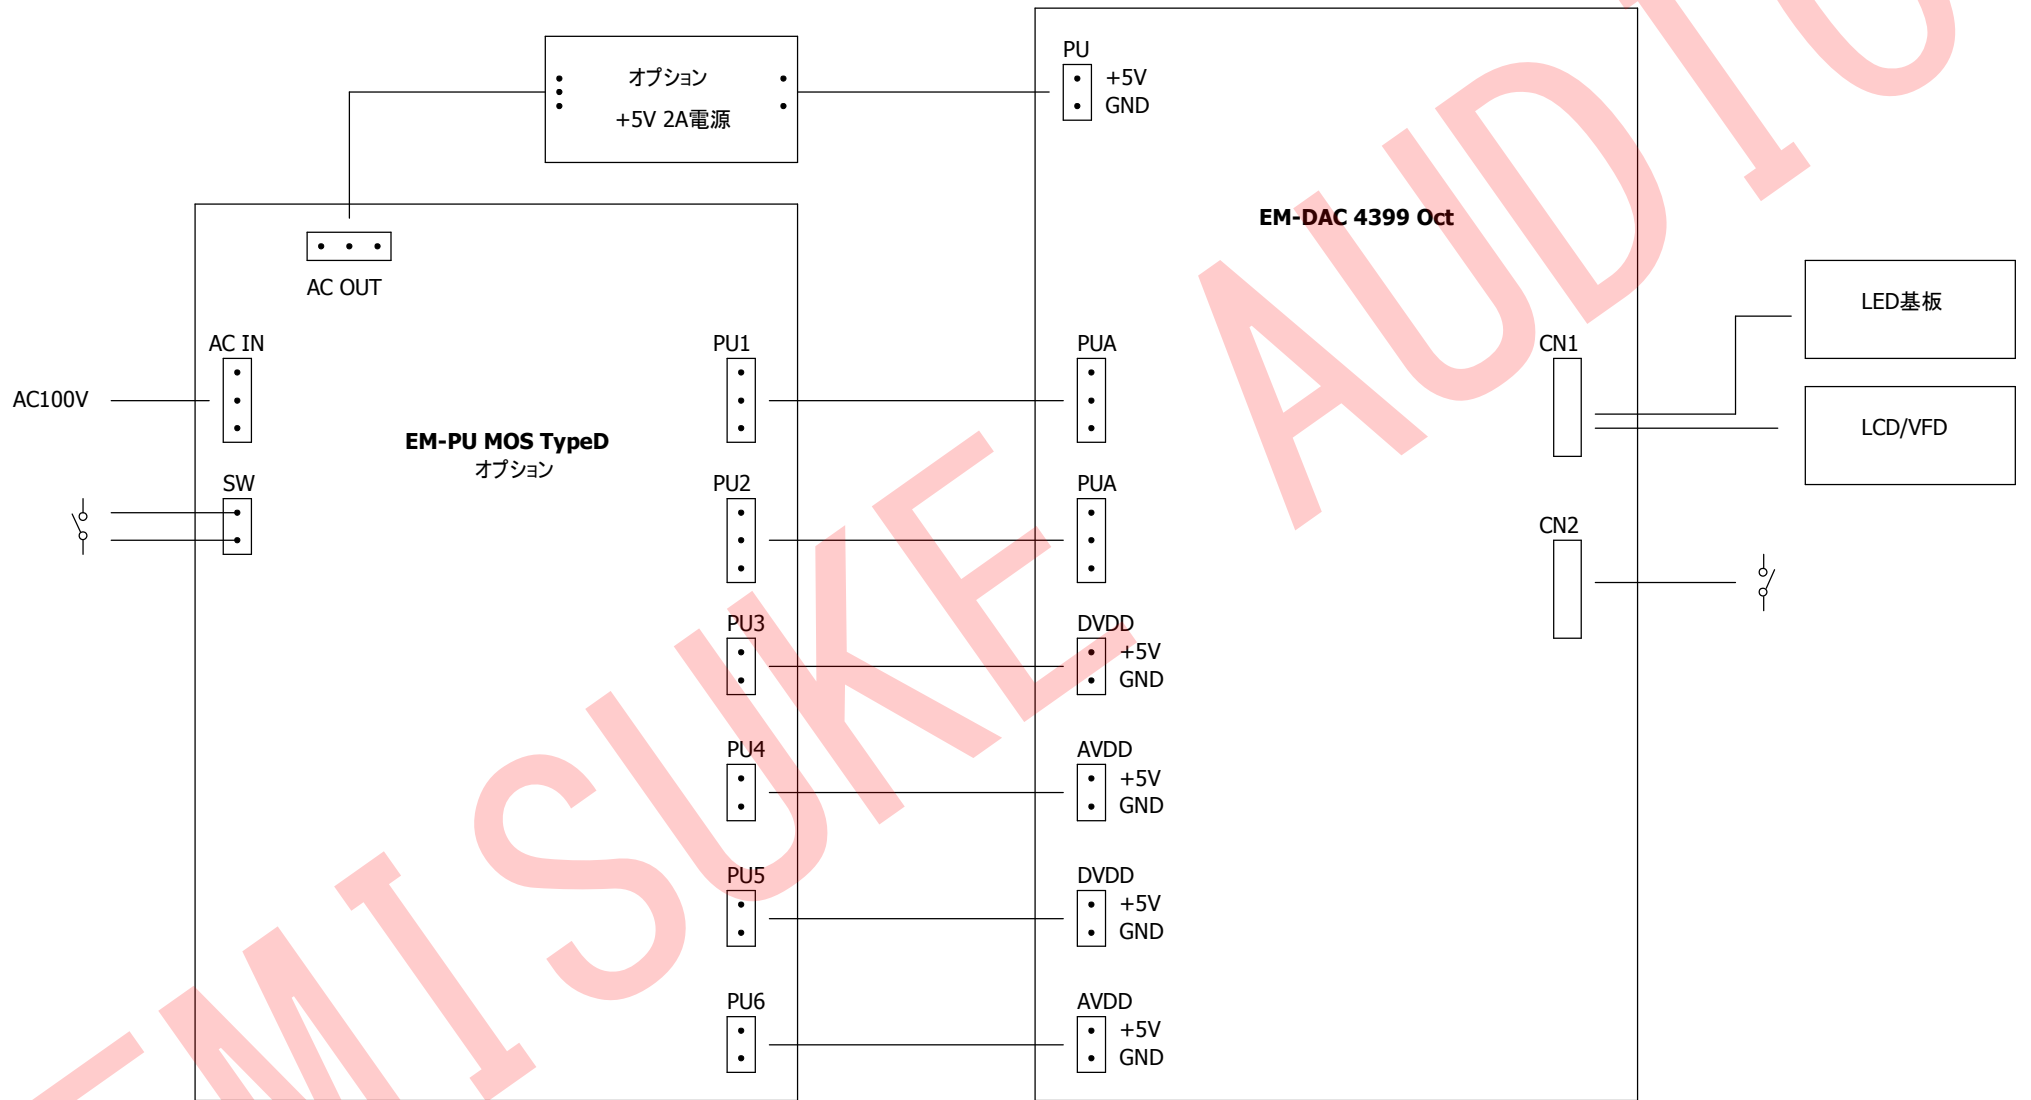 PU
オプション
+5V 2A電源
+5V
GND
EM-DAC 4399 Oct
AC OUT
LED基板
AC IN
PU1
PUA
CN1
AC100V
LCD/VFD
EM-PU MOS TypeD
オプション
SW
PU2
PUA
CN2
PU3
DVDD
+5V
GND
PU4
AVDD
+5V
GND
PU5
DVDD
+5V
GND
PU6
AVDD
+5V
GND
EMISUKE AUDIO